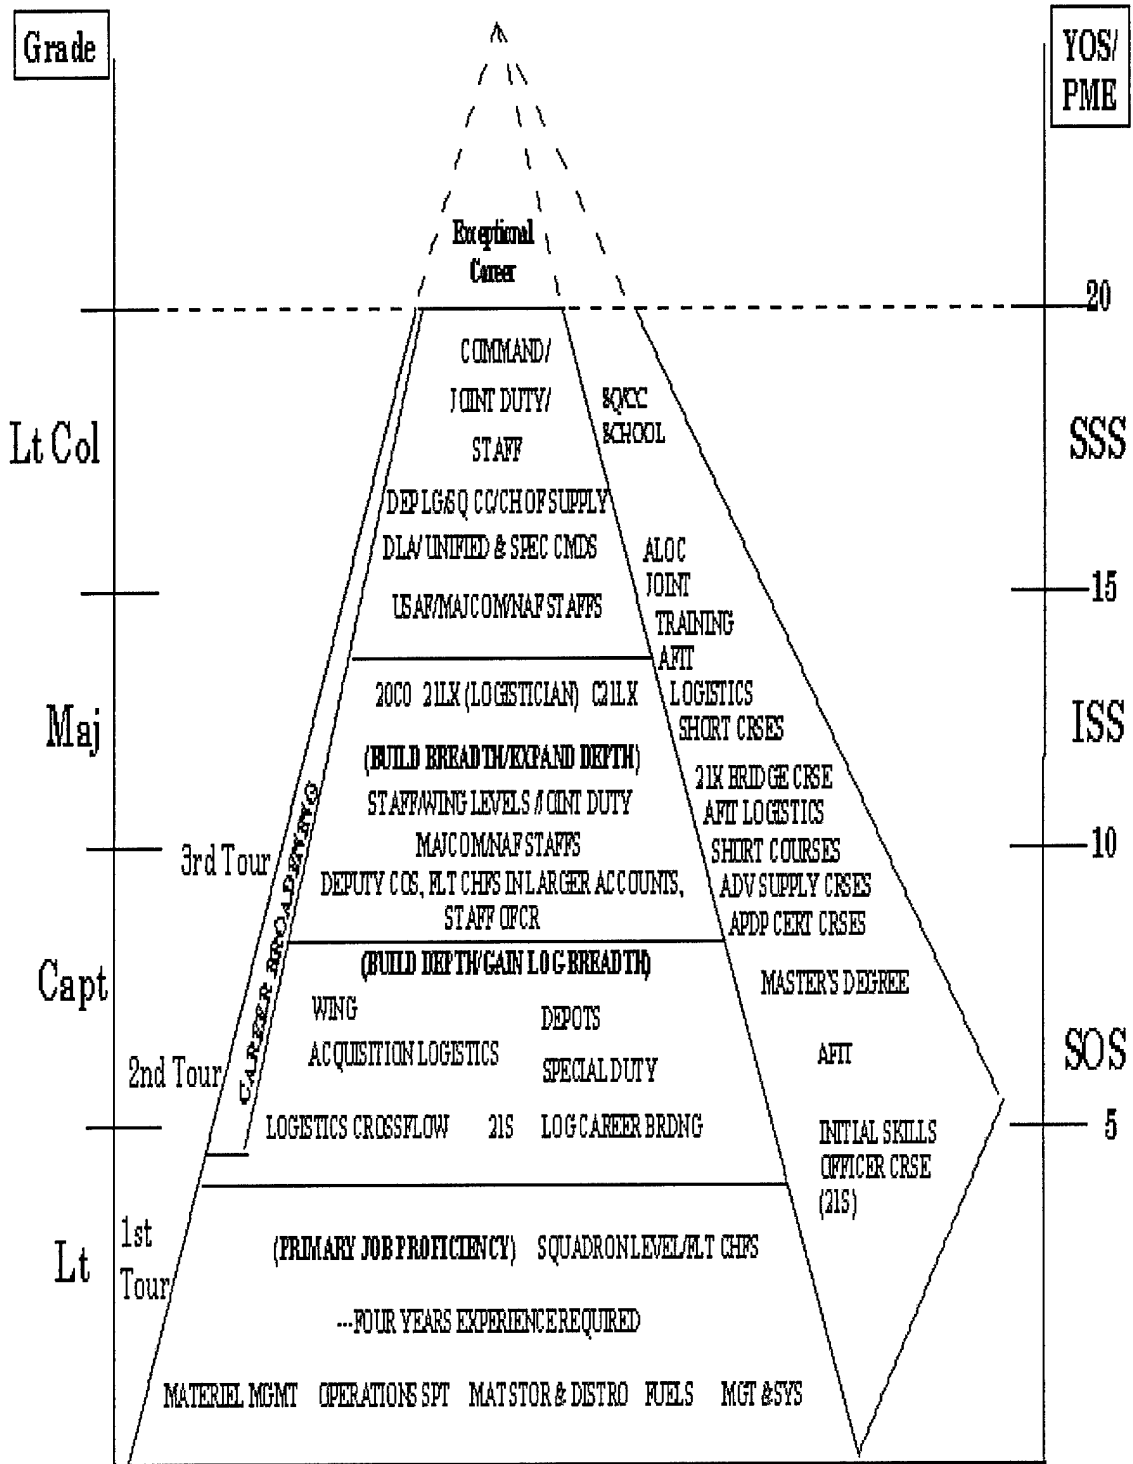 Grade
YOS/
PME
Exceptional
Career
20
COMMAND/
JOINT DUTY/
STAFF
SQ/CC
SCHOOL
Lt Col
SSS
DEP LG/SQ CC/CH OF SUPPLY
DLA/ UNIFIED & SPEC CMDS
USAF/MAJCOM/NAF STAFFS
ALOC
JOINT
TRAINING
AFIT
LOGISTICS
SHORT CRSES
15
20C0 21LX (LOGISTICIAN) C21LX
Maj
ISS
(BUILD BREADTH/EXPAND DEPTH)
STAFF/WING LEVELS /JOINT DUTY
MAJCOM/NAF STAFFS
DEPUTY COS, FLT CHFS IN LARGER ACCOUNTS,
STAFF OFCR
21X BRIDGE CRSE
AFIT LOGISTICS
SHORT COURSES
ADV SUPPLY CRSES
APDP CERT CRSES
10
3rd Tour
CAREER BROADENING
(BUILD DEPTH/GAIN LOG BREADTH)
Capt
WING
DEPOTS
ACQUISITION LOGISTICS
SPECIAL DUTY
MASTER'S DEGREE
AFIT
SOS
2nd Tour
LOGISTICS CROSSFLOW 21S LOG CAREER BRDNG
INITIAL SKILLS
OFFICER CRSE
(21S)
5
1st
Tour
Lt
(PRIMARY JOB PROFICIENCY) SQUADRON LEVEL/FLT CHFS
---FOUR YEARS EXPERIENCE REQUIRED
MATERIEL MGMT OPERATIONS SPT MAT STOR & DISTRO FUELS MGT & SYS